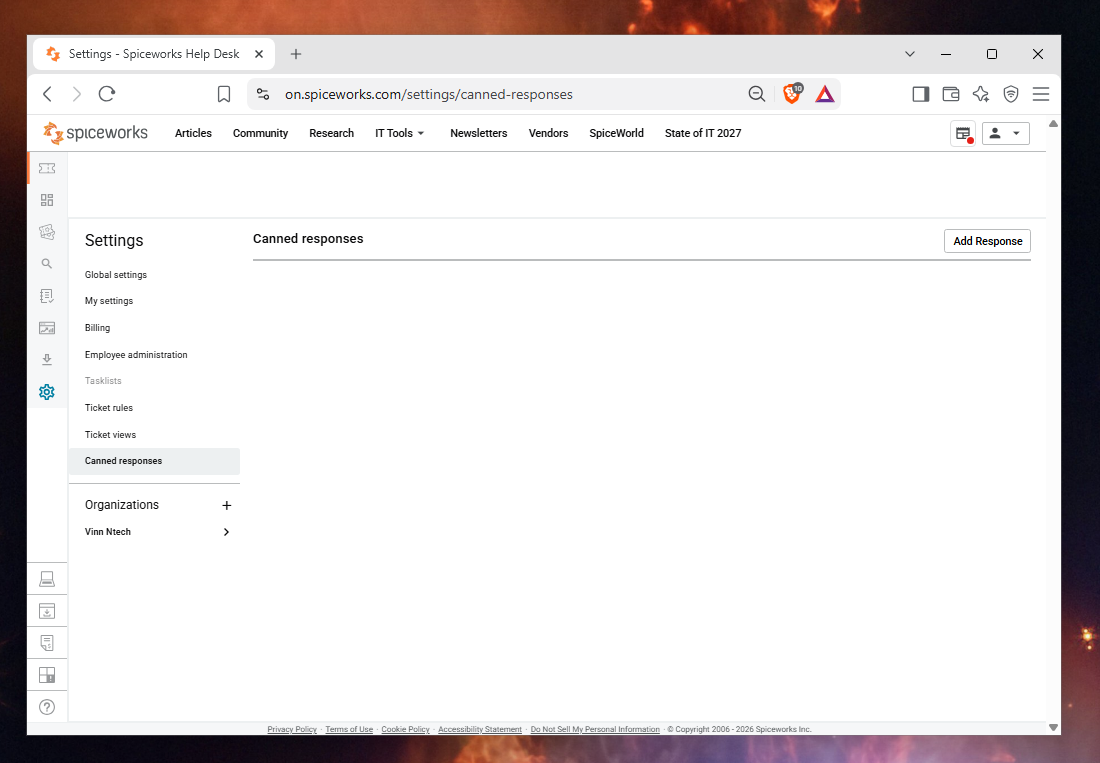 Settings - Spiceworks Help Desk
on.spiceworks.com/settings/canned-responses
10
spiceworks
Articles Community Research IT Tools Newsletters Vendors SpiceWorld State of IT 2027
Settings
Global settings
My settings
Billing
Employee administration
Tasklists
Ticket rules
Ticket views
Canned responses
Organizations
Vinn Ntech
Canned responses
Add Response
Privacy Policy · Terms of Use · Cookie Policy · Accessibility Statement · Do Not Sell My Personal Information · © Copyright 2006 - 2026 Spiceworks Inc.